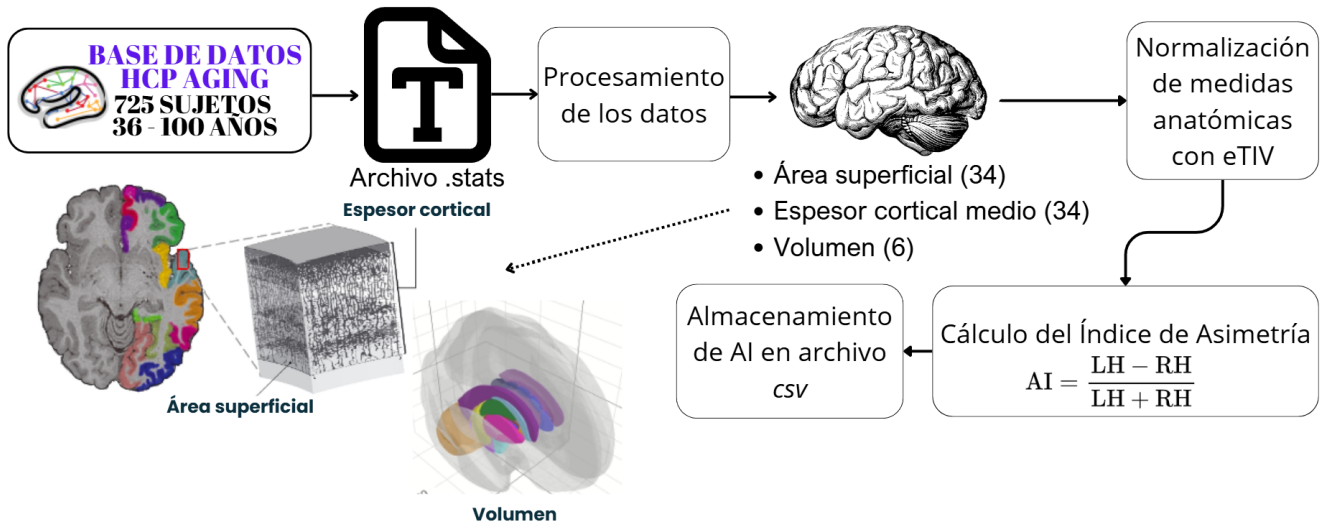 BASE DE DATOS
HCP AGING
725 SUJETOS
36 - 100 AÑOS
T
Archivo .stats
Procesamiento
de los datos
• Área superficial (34)
• Espesor cortical medio (34)
• Volumen (6)
Normalización
de medidas
anatómicas
con eTIV
Cálculo del Índice de Asimetría
AI = (LH − RH) / (LH + RH)
Almacenamiento
de AI en archivo
csv
Espesor cortical
Área superficial
Volumen